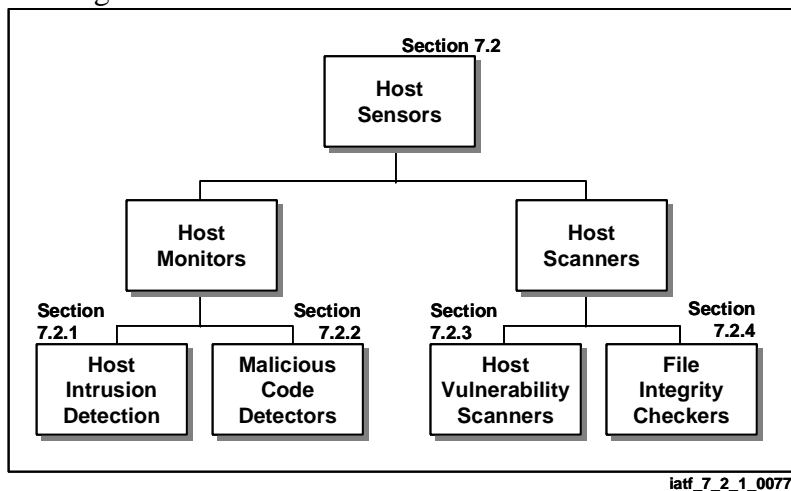 Section 7.2
Host
Sensors
Host
Monitors
Host
Scanners
Section
7.2.1
Section
7.2.2
Section
7.2.3
Section
7.2.4
Host
Intrusion
Detection
Malicious
Code
Detectors
Host
Vulnerability
Scanners
File
Integrity
Checkers
iatf_7_2_1_0077